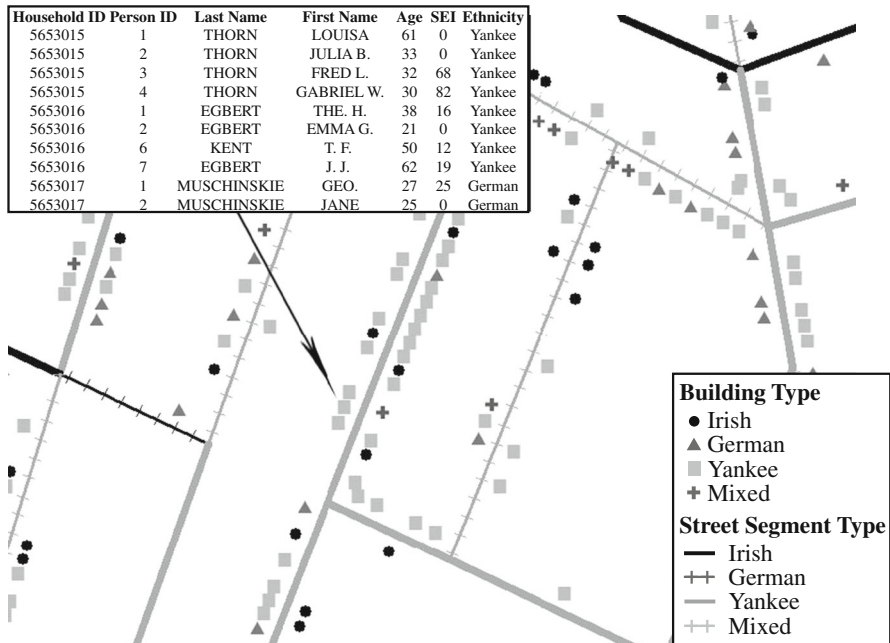 Household ID Person ID Last Name First Name Age SEI Ethnicity
5653015 1 THORN LOUISA 61 0 Yankee
5653015 2 THORN JULIA B. 33 0 Yankee
5653015 3 THORN FRED L. 32 68 Yankee
5653015 4 THORN GABRIEL W. 30 82 Yankee
5653016 1 EGBERT THE. H. 38 16 Yankee
5653016 2 EGBERT EMMA G. 21 0 Yankee
5653016 6 KENT T. F. 50 12 Yankee
5653016 7 EGBERT J. J. 62 19 Yankee
5653017 1 MUSCHINSKIE GEO. 27 25 German
5653017 2 MUSCHINSKIE JANE 25 0 German
Building Type
Irish
German
Yankee
Mixed
Street Segment Type
Irish
German
Yankee
Mixed